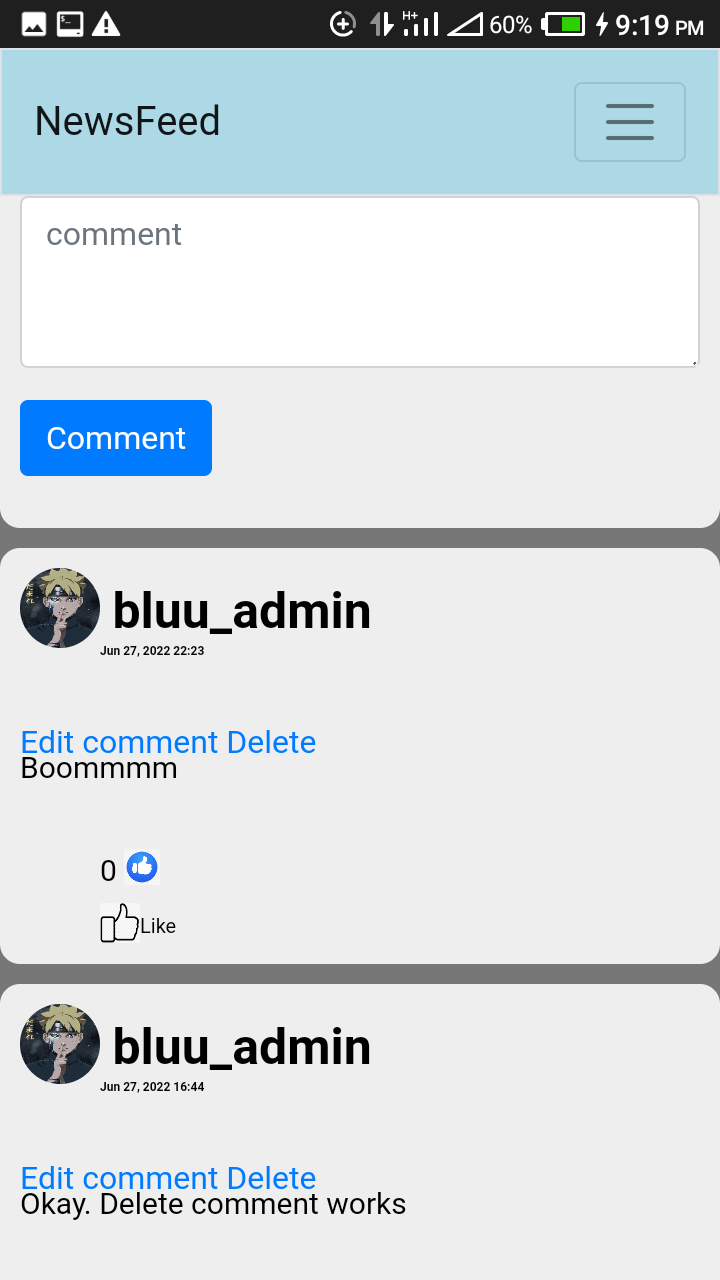 H+ 60% 9:19 PM
NewsFeed
comment
Comment
bluu_admin
Jun 27, 2022 22:23
Edit comment Delete
Boommmm
0
Like
bluu_admin
Jun 27, 2022 16:44
Edit comment Delete
Okay. Delete comment works